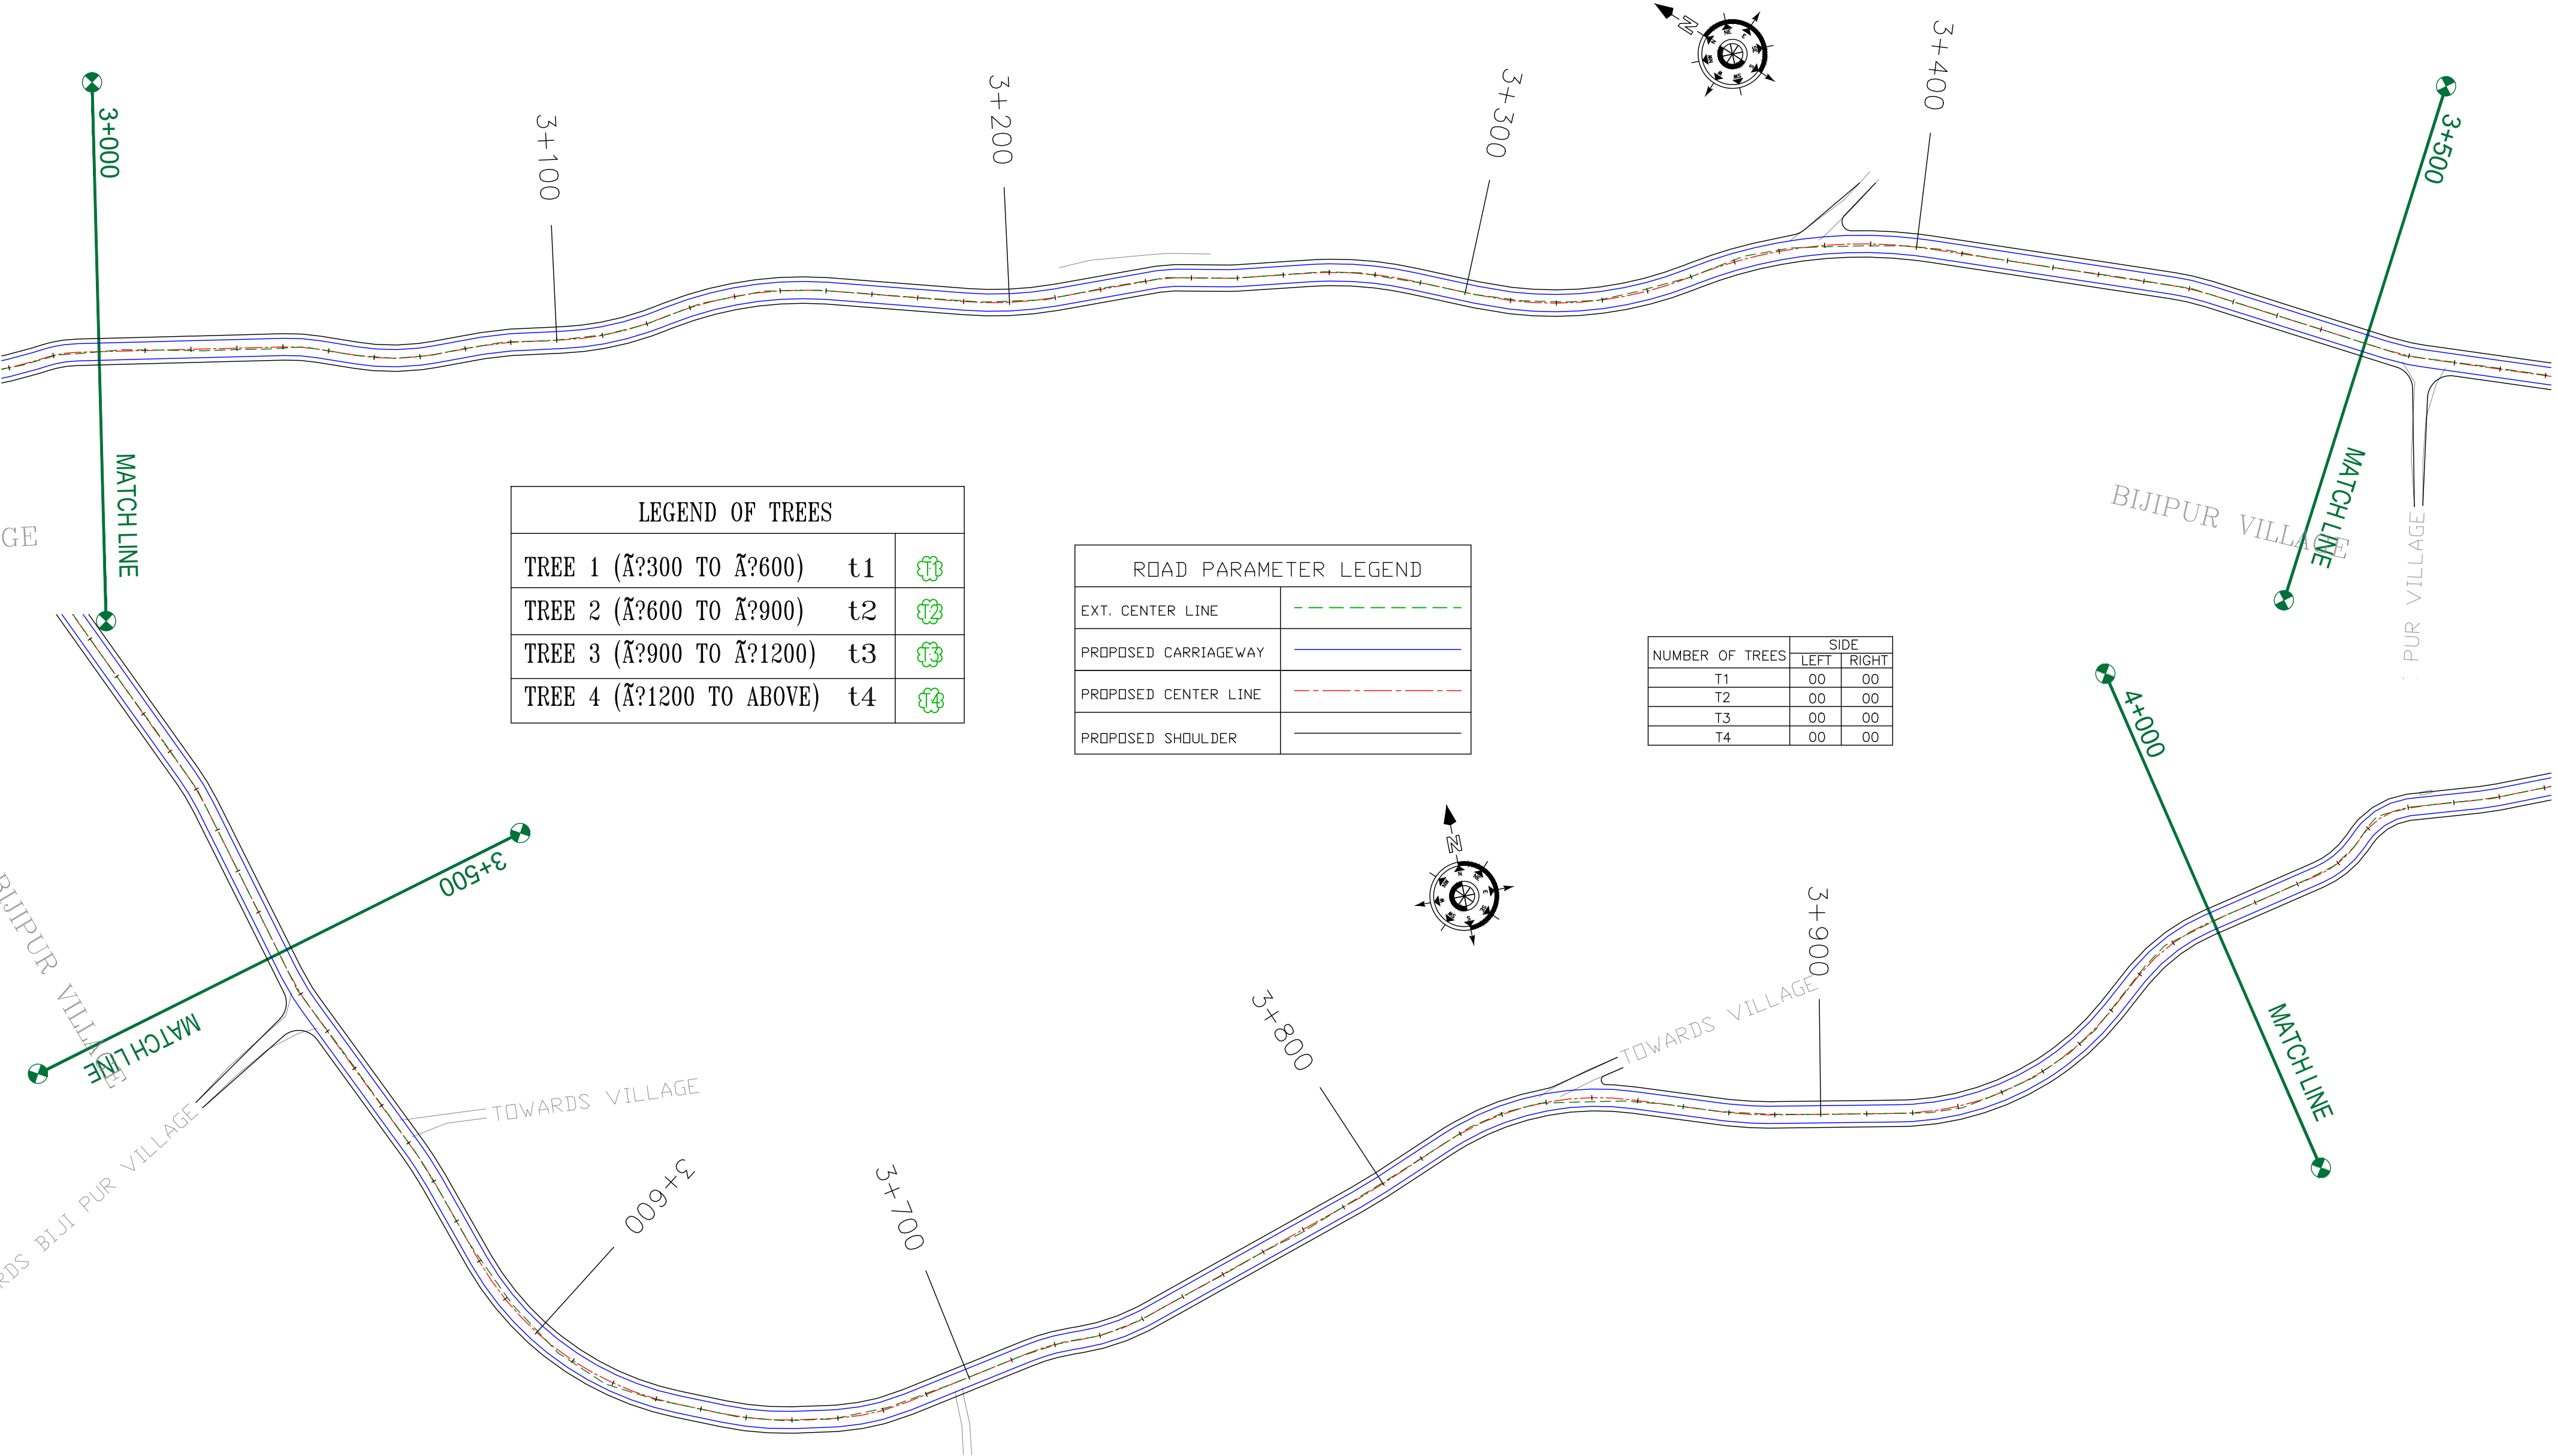 3+000
3+100
3+200
3+300
N
3+400
3+500
MATCH LINE
GE
MATCH LINE
BIJIPUR VILLAGE
PUR VILLAGE
LEGEND OF TREES
TREE 1 (Ã?300 TO Ã?600) t1 T1
TREE 2 (Ã?600 TO Ã?900) t2 T2
TREE 3 (Ã?900 TO Ã?1200) t3 T3
TREE 4 (Ã?1200 TO ABOVE) t4 T4
ROAD PARAMETER LEGEND
EXT. CENTER LINE
PROPOSED CARRIAGEWAY
PROPOSED CENTER LINE
PROPOSED SHOULDER
NUMBER OF TREES SIDE
LEFT RIGHT
T1 00 00
T2 00 00
T3 00 00
T4 00 00
3+500
MATCH LINE
BIJIPUR VILLAGE
RDS BIJI PUR VILLAGE
TOWARDS VILLAGE
3+600
3+700
3+800
N
TOWARDS VILLAGE
3+900
4+000
MATCH LINE